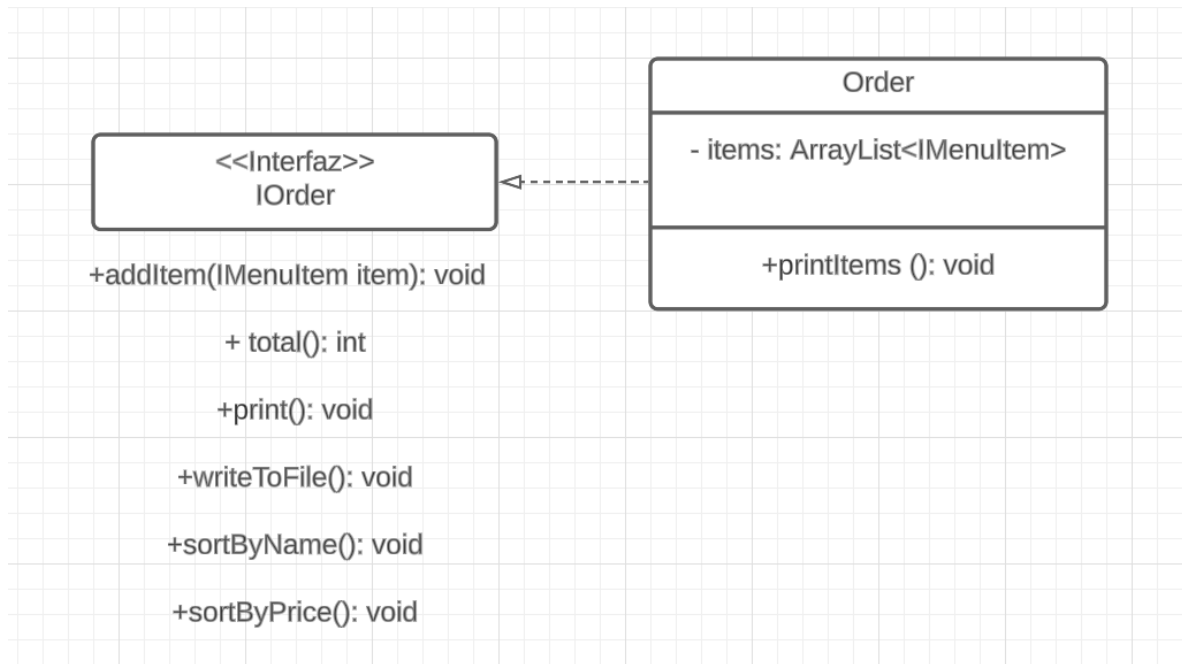 <<Interfaz>>
IOrder
+addItem(IMenuItem item): void
+ total(): int
+print(): void
+writeToFile(): void
+sortByName(): void
+sortByPrice(): void
Order
- items: ArrayList<IMenuItem>
+printItems (): void